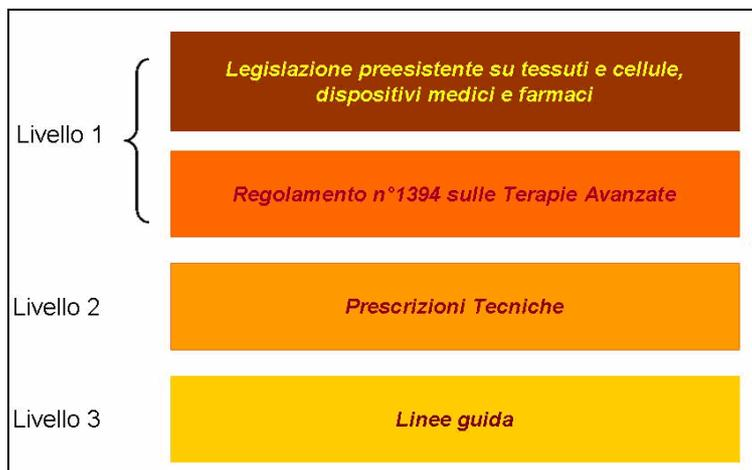 Livello 1
Legislazione preesistente su tessuti e cellule,
dispositivi medici e farmaci
Regolamento n°1394 sulle Terapie Avanzate
Livello 2
Prescrizioni Tecniche
Livello 3
Linee guida